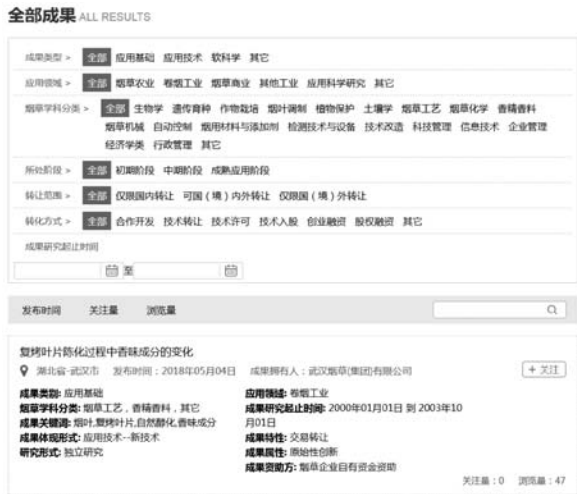 全部成果 ALL RESULTS
成果类型 > 全部 应用基础 应用技术 软科学 其它
应用领域 > 全部 烟草农业 卷烟工业 烟草商业 其他工业 应用科学研究 其它
烟草学科分类 > 全部 生物学 遗传育种 作物栽培 烟叶调制 植物保护 土壤学 烟草工艺 烟草化学 香精香料
烟草机械 自动控制 烟用材料与添加剂 检测技术与设备 技术改造 科技管理 信息技术 企业管理
经济学类 行政管理 其它
所处阶段 > 全部 初期阶段 中期阶段 成熟应用阶段
转让范围 > 全部 仅限国内转让 可国（境）内外转让 仅限国（境）外转让
转化方式 > 全部 合作开发 技术转让 技术许可 技术入股 创业融资 股权融资 其它
成果研究起止时间
至
发布时间 关注量 浏览量
复烤叶片陈化过程中香味成分的变化
湖北省-武汉市 发布时间：2018年05月04日 成果拥有人：武汉烟草(集团)有限公司 + 关注
成果类别: 应用基础 应用领域: 卷烟工业
烟草学科分类: 烟草工艺，香精香料，其它 成果研究起止时间: 2000年01月01日 到 2003年10
成果关键词: 烟叶,复烤叶片,自然醇化,香味成分 月01日
成果体现形式: 应用技术--新技术 成果特性: 交易转让
研究形式: 独立研究 成果属性: 原始性创新
成果资助方: 烟草企业自有资金资助
关注量：0 浏览量：47